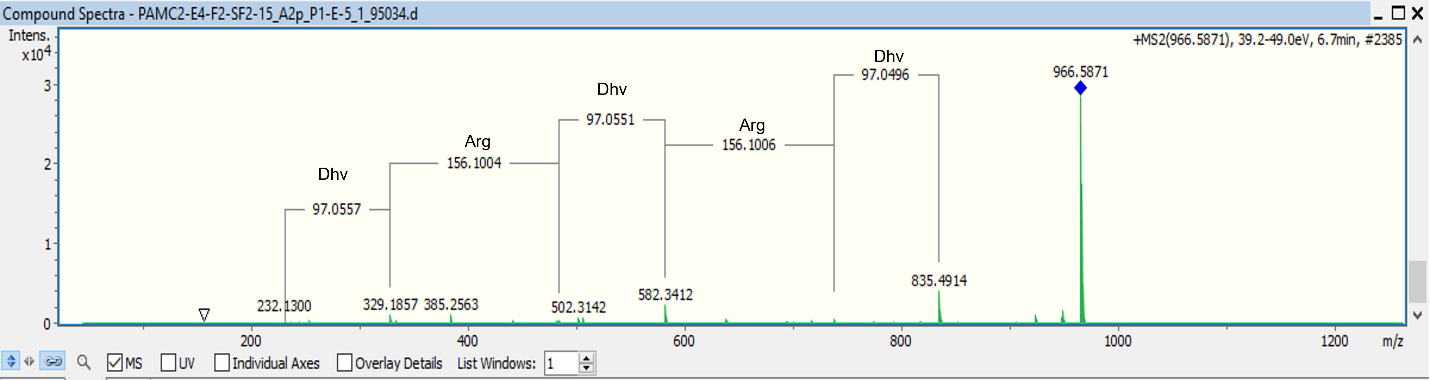 Compound Spectra - PAMC2-E4-F2-SF2-15_A2p_P1-E-5_1_95034.d
Intens.
x10⁴
+MS2(966.5871), 39.2-49.0eV, 6.7min, #2385
Dhv
97.0496
966.5871
3
Dhv
97.0551
Arg
156.1006
Arg
156.1004
2
Dhv
97.0557
1
835.4914
582.3412
232.1300
329.1857
385.2563
502.3142
0
200
400
600
800
1000
1200
m/z
MS
UV
Individual Axes
Overlay Details
List Windows:
1